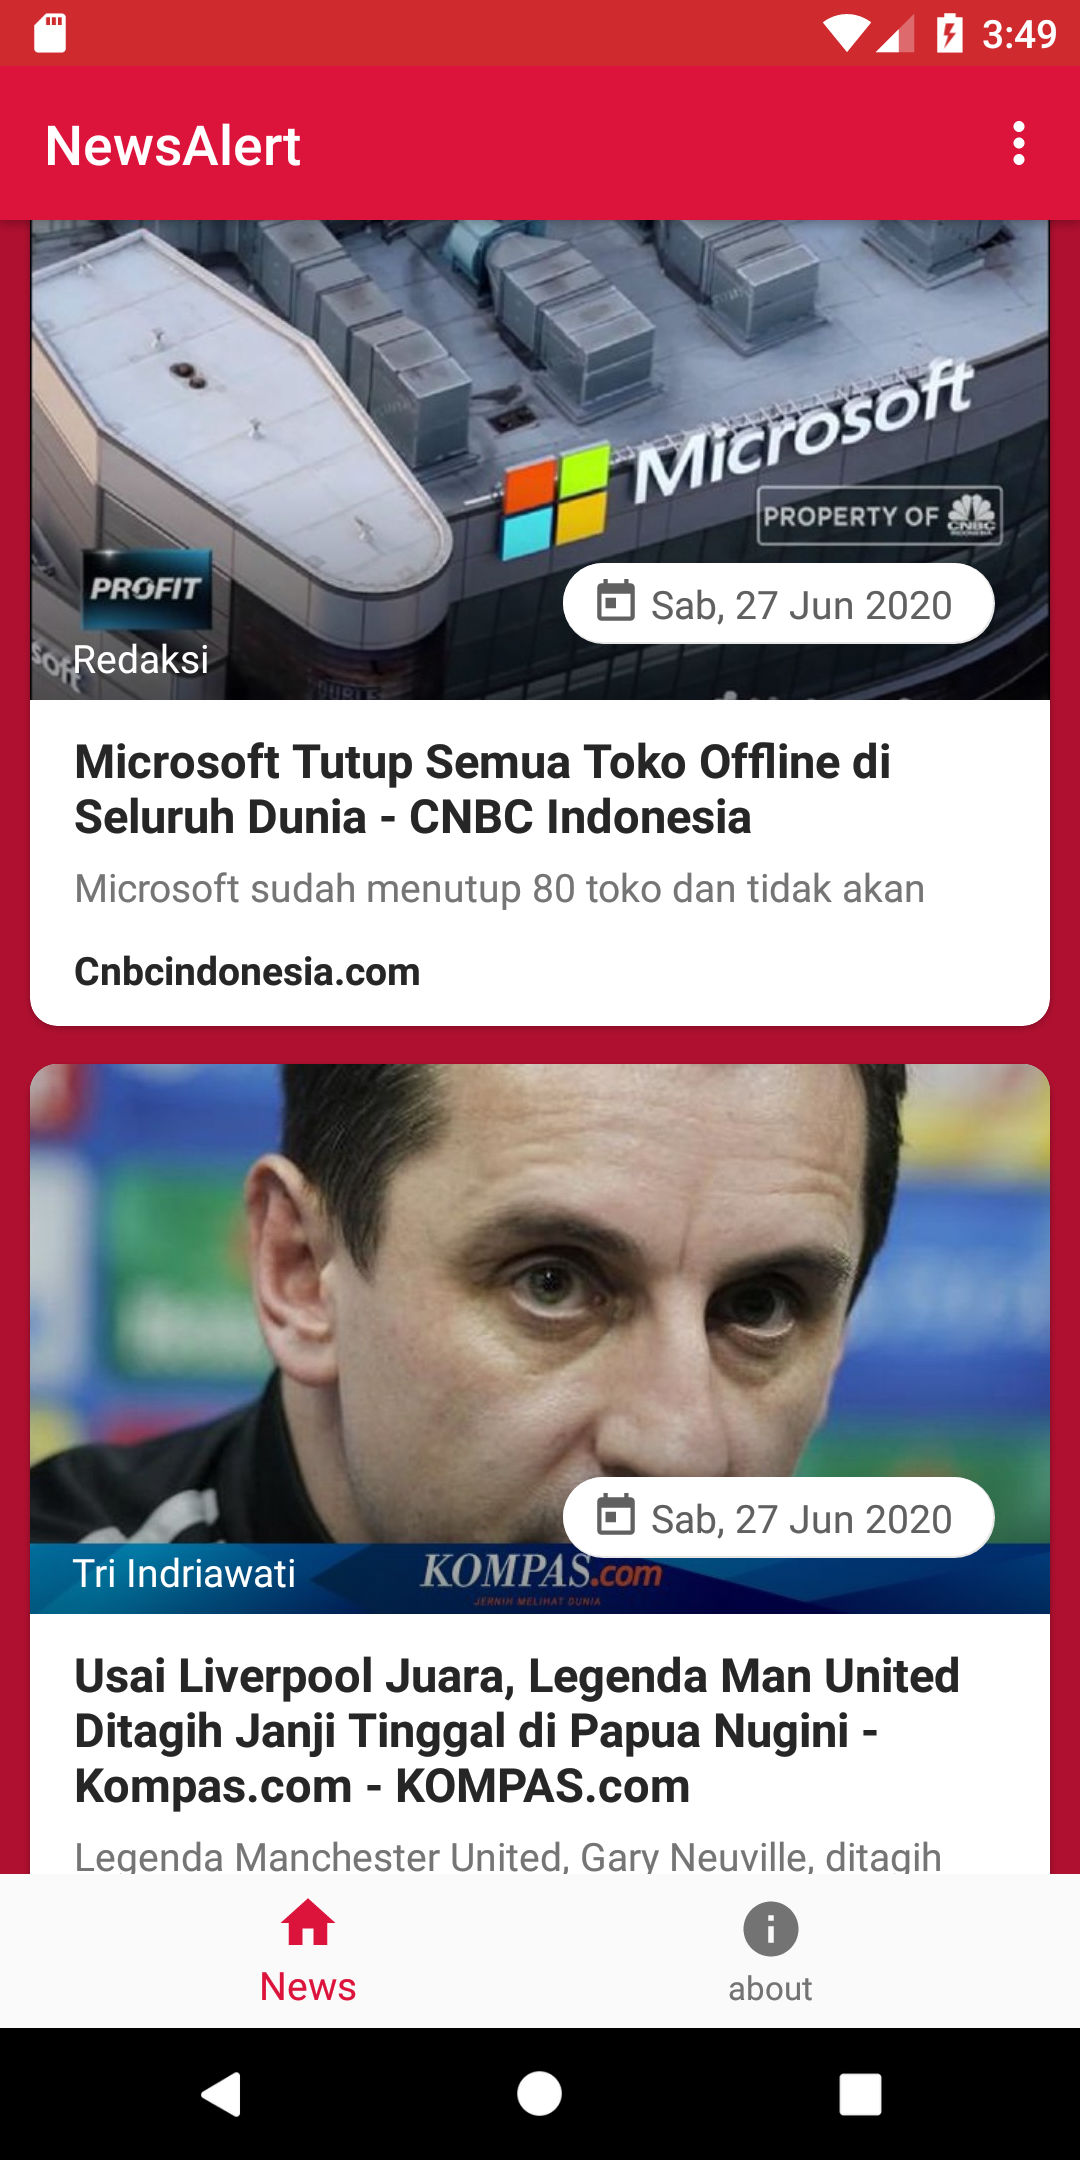 3:49
NewsAlert
Microsoft
PROPERTY OF CNBC
INDONESIA
PROFIT
Sab, 27 Jun 2020
soft
Redaksi
Microsoft Tutup Semua Toko Offline di
Seluruh Dunia - CNBC Indonesia
Microsoft sudah menutup 80 toko dan tidak akan
Cnbcindonesia.com
Sab, 27 Jun 2020
Tri Indriawati
KOMPAS.com
JERNIH MELIHAT DUNIA
Usai Liverpool Juara, Legenda Man United
Ditagih Janji Tinggal di Papua Nugini -
Kompas.com - KOMPAS.com
Legenda Manchester United, Gary Neuville, ditagih
News
about